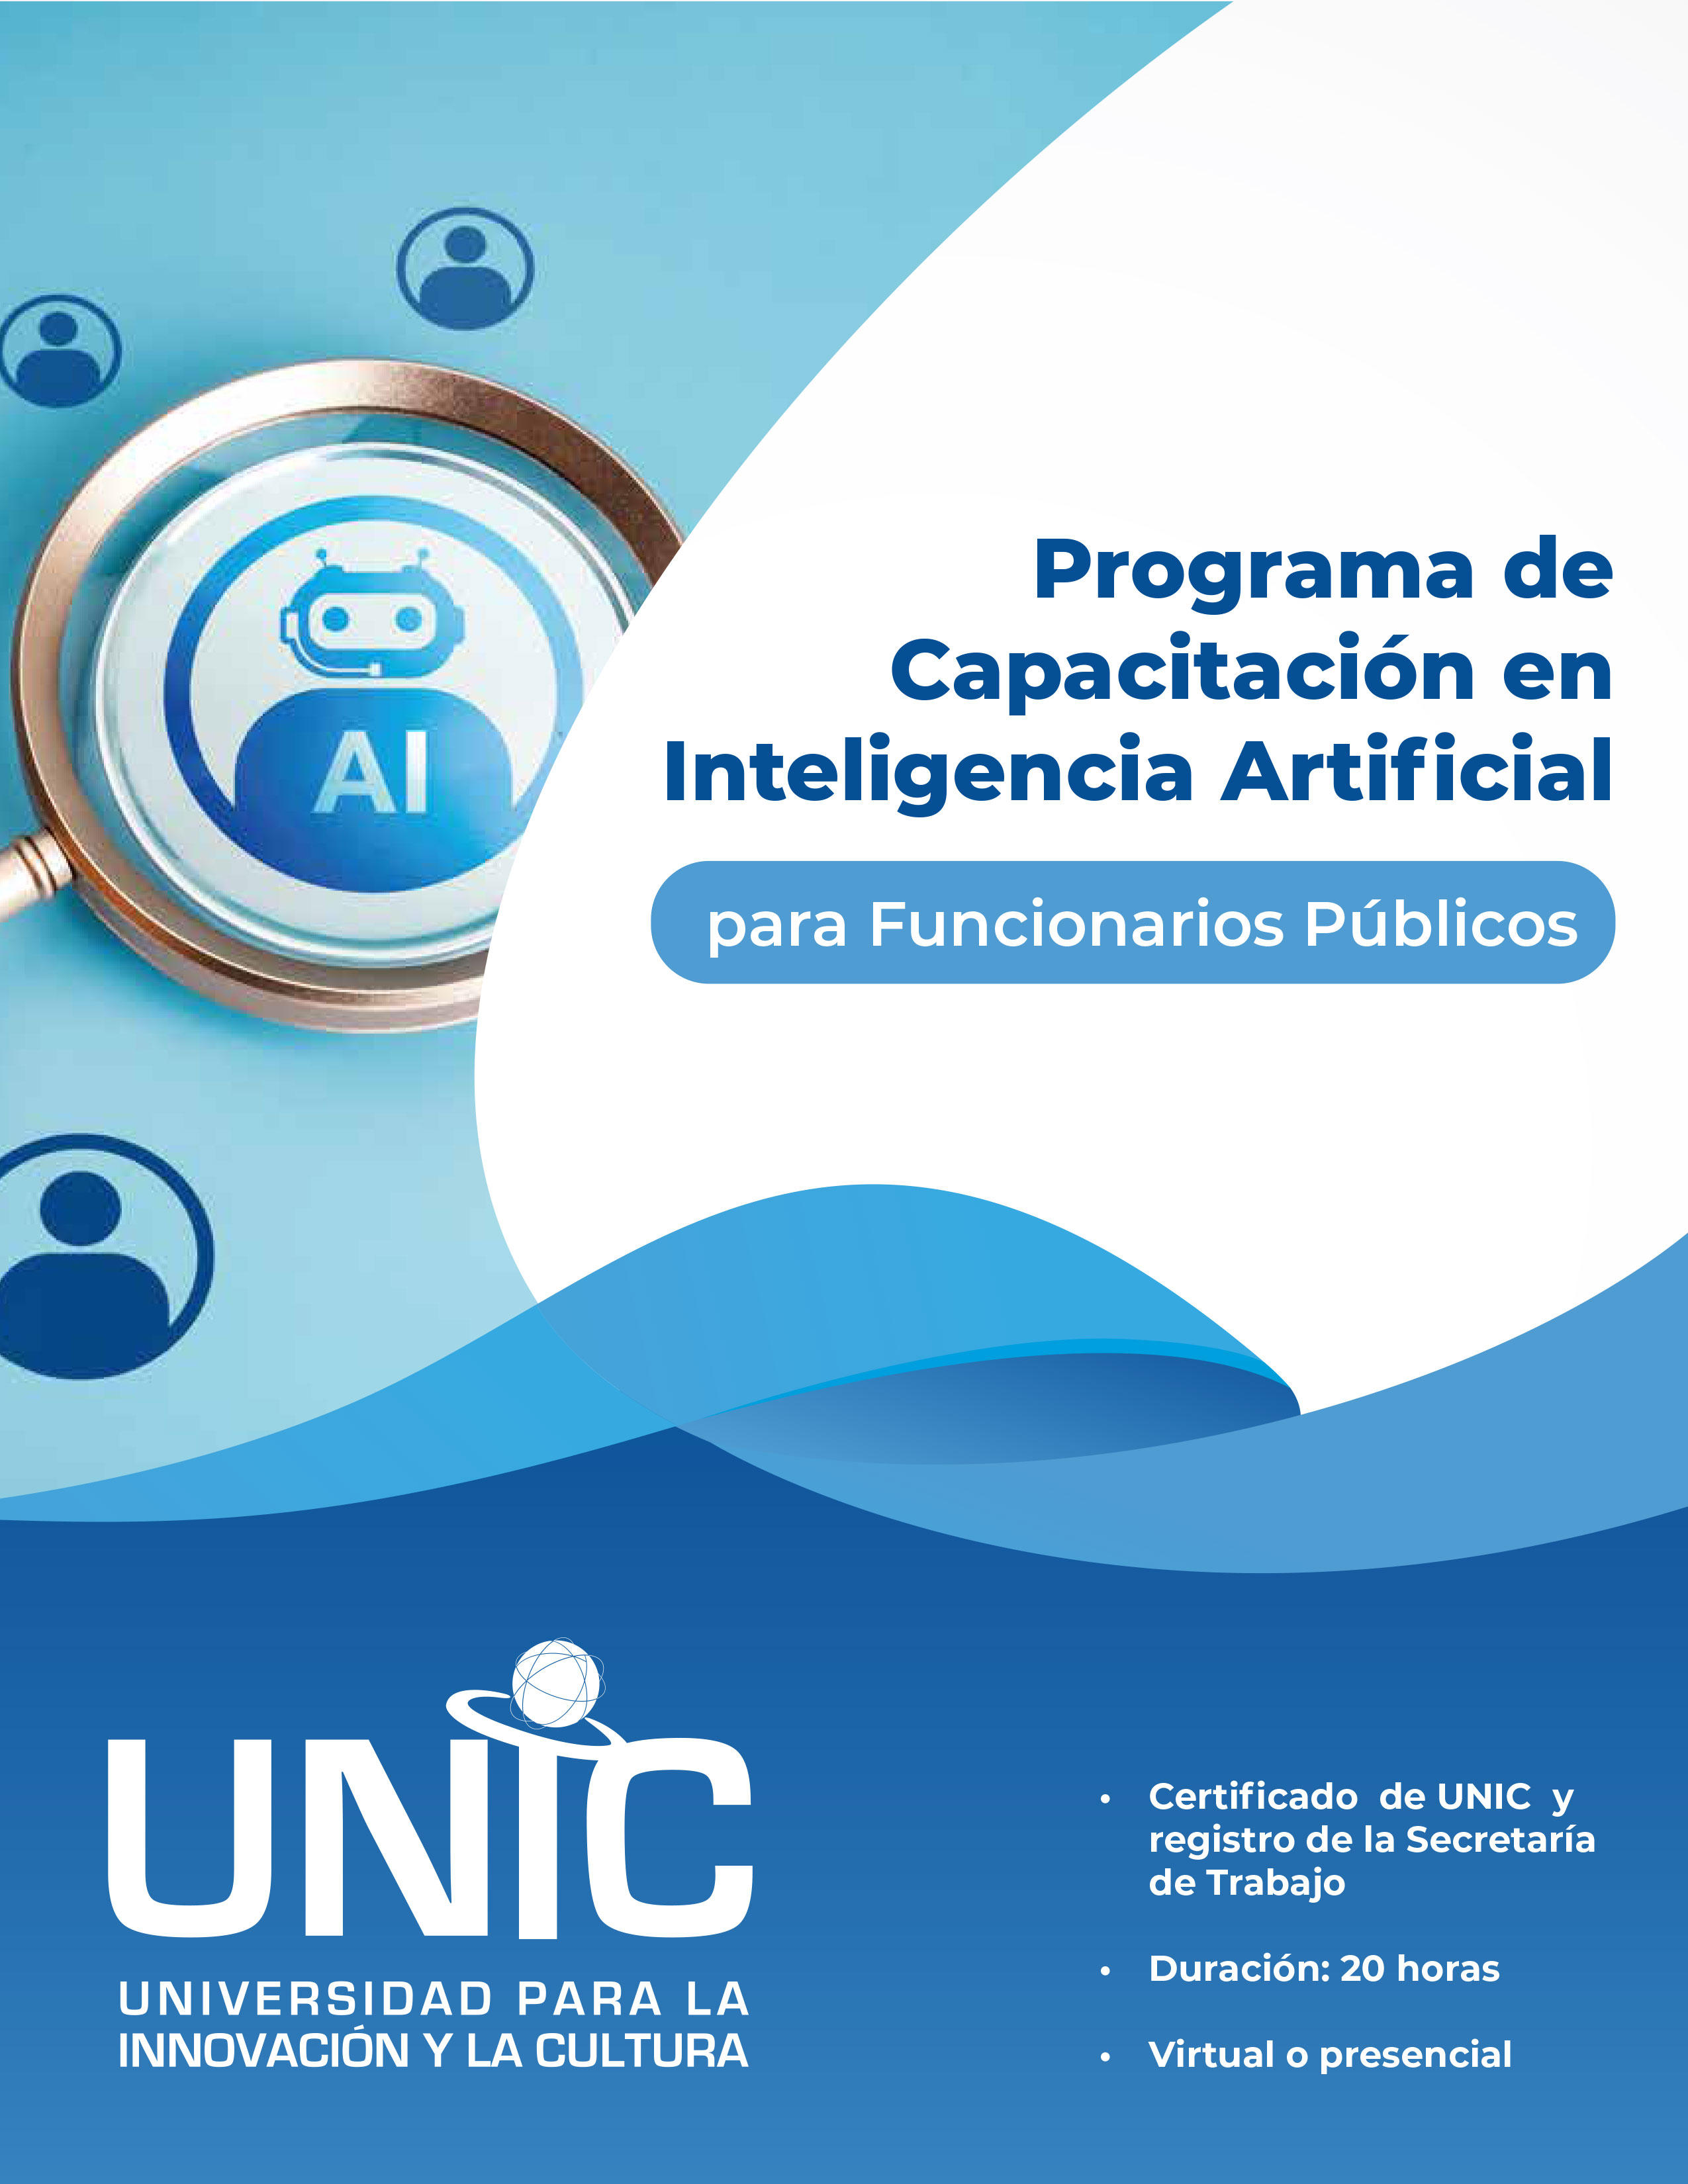 AI
Programa de
Capacitación en
Inteligencia Artificial
para Funcionarios Públicos
UNIC
UNIVERSIDAD PARA LA
INNOVACIÓN Y LA CULTURA
• Certificado de UNIC y
registro de la Secretaría
de Trabajo
• Duración: 20 horas
• Virtual o presencial